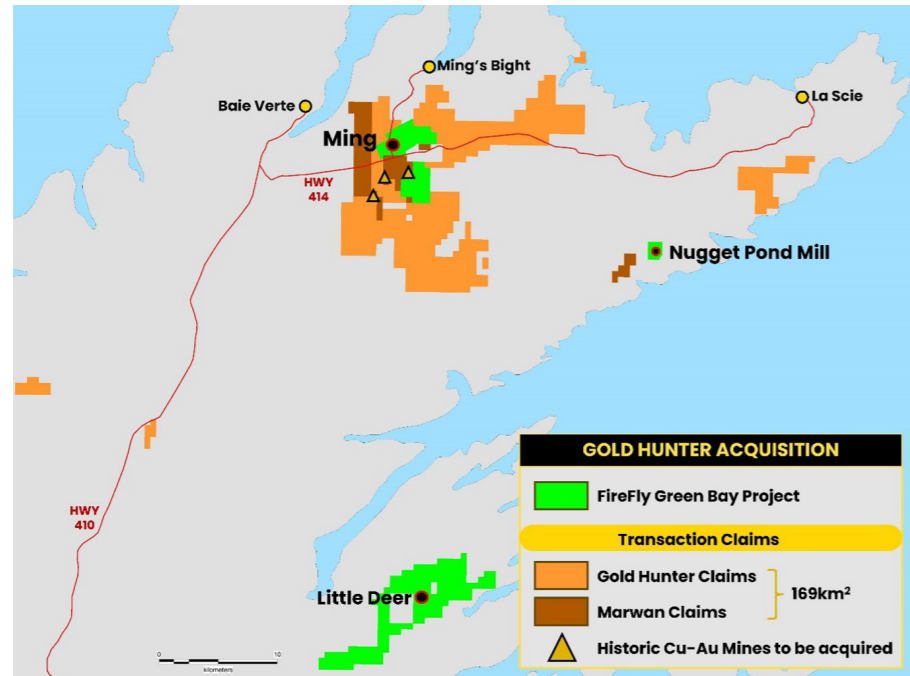 Ming's Bight
La Scie
Baie Verte
Ming
HWY
414
Nugget Pond Mill
HWY
410
Little Deer
0
10
kilometers
GOLD HUNTER ACQUISITION
FireFly Green Bay Project
Transaction Claims
Gold Hunter Claims
169km²
Marwan Claims
Historic Cu-Au Mines to be acquired